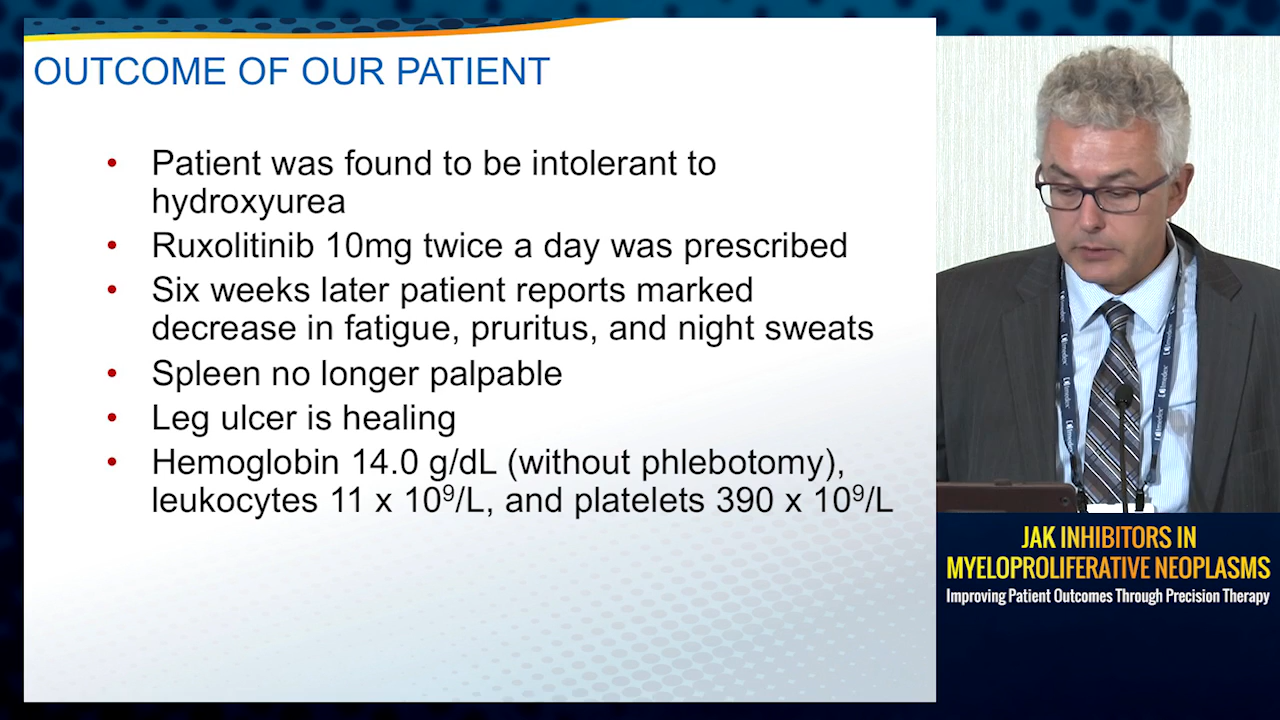 OUTCOME OF OUR PATIENT
• Patient was found to be intolerant to
hydroxyurea
• Ruxolitinib 10mg twice a day was prescribed
• Six weeks later patient reports marked
decrease in fatigue, pruritus, and night sweats
• Spleen no longer palpable
• Leg ulcer is healing
• Hemoglobin 14.0 g/dL (without phlebotomy),
leukocytes 11 x 10⁹/L, and platelets 390 x 10⁹/L
JAK INHIBITORS IN
MYELOPROLIFERATIVE NEOPLASMS
Improving Patient Outcomes Through Precision Therapy